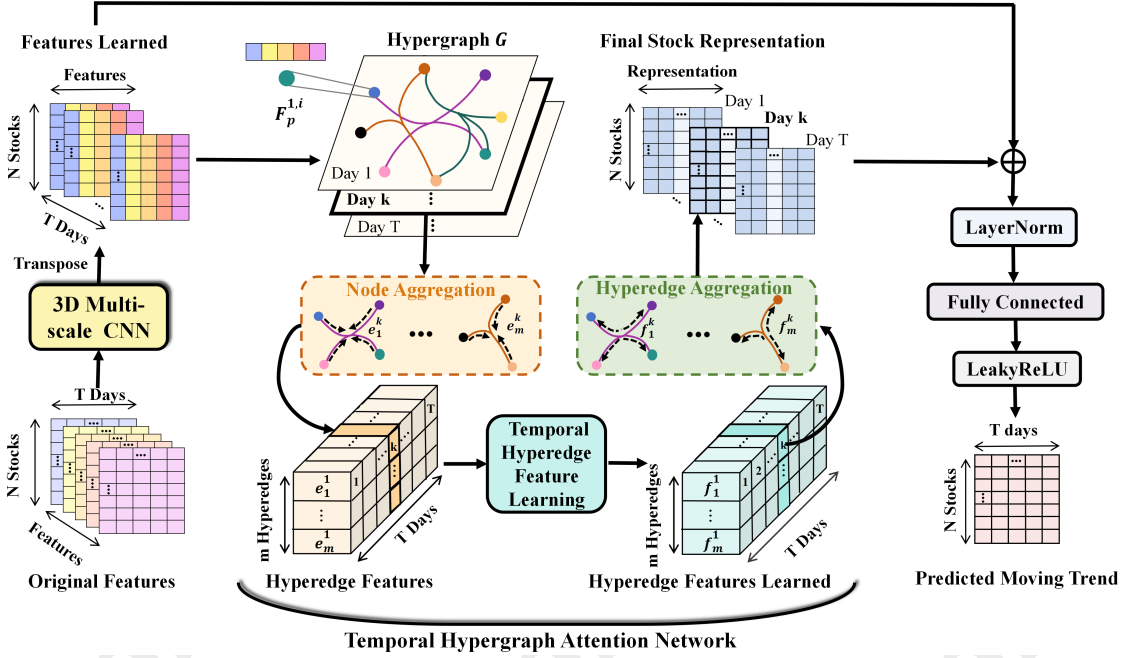 Features Learned
Features
N Stocks
T Days
...
Transpose
3D Multi-
scale CNN
T Days
N Stocks
Features
Original Features
Hypergraph G
F_p^{1,i}
Day 1
Day k
Day T
Node Aggregation
e_1^k
...
e_m^k
m Hyperedges
e_1^1
⋮
e_m^1
1
k
T
T Days
Hyperedge Features
Temporal
Hyperedge
Feature
Learning
Final Stock Representation
Representation
Day 1
Day k
Day T
N Stocks
Hyperedge Aggregation
f_1^k
...
f_m^k
m Hyperedges
f_1^1
⋮
f_m^1
1
2
k
T
T Days
Hyperedge Features Learned
Temporal Hypergraph Attention Network
LayerNorm
Fully Connected
LeakyReLU
T days
N Stocks
Predicted Moving Trend